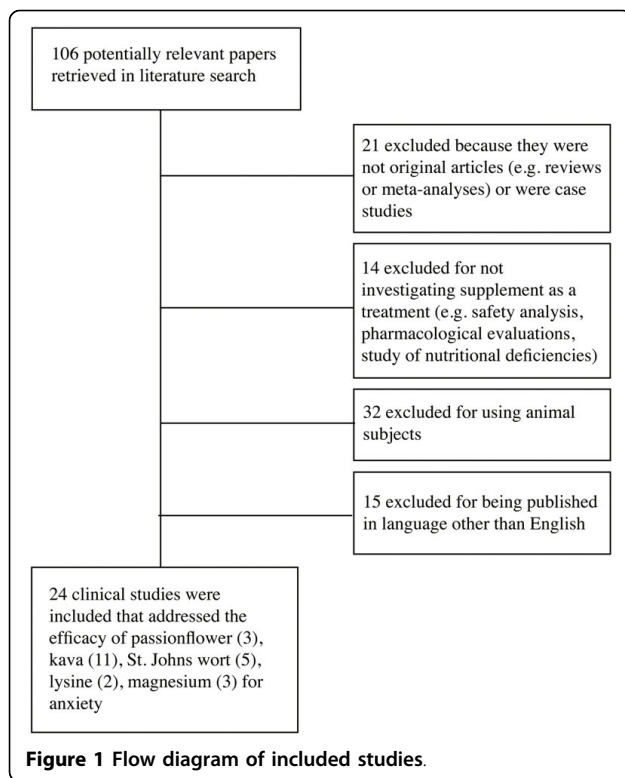 106 potentially relevant papers
retrieved in literature search
21 excluded because they were
not original articles (e.g. reviews
or meta-analyses) or were case
studies
14 excluded for not
investigating supplement as a
treatment (e.g. safety analysis,
pharmacological evaluations,
study of nutritional deficiencies)
32 excluded for using animal
subjects
15 excluded for being published
in language other than English
24 clinical studies were
included that addressed the
efficacy of passionflower (3),
kava (11), St. Johns wort (5),
lysine (2), magnesium (3) for
anxiety
Figure 1 Flow diagram of included studies.